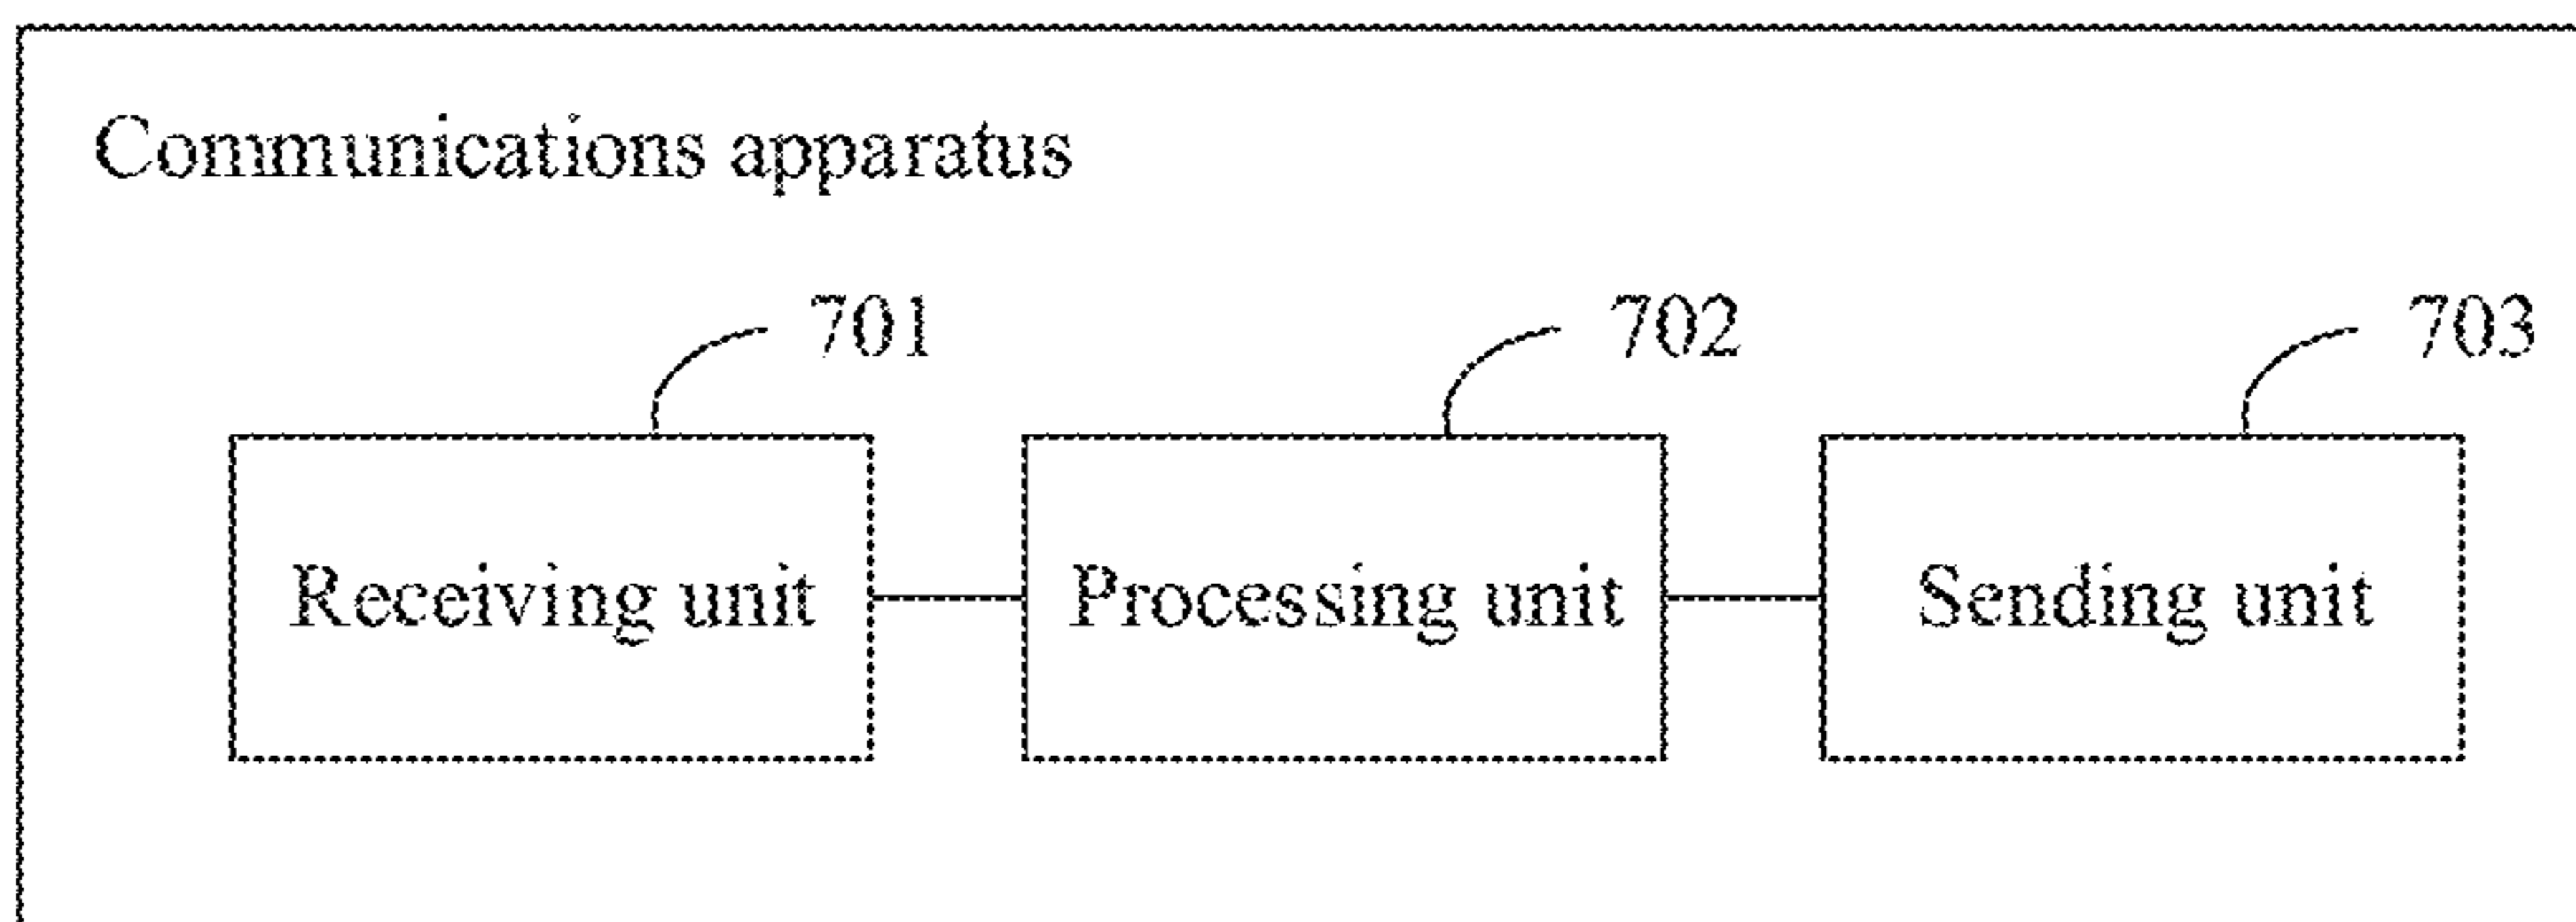 Communications apparatus
701 702 703
Receiving unit Processing unit Sending unit